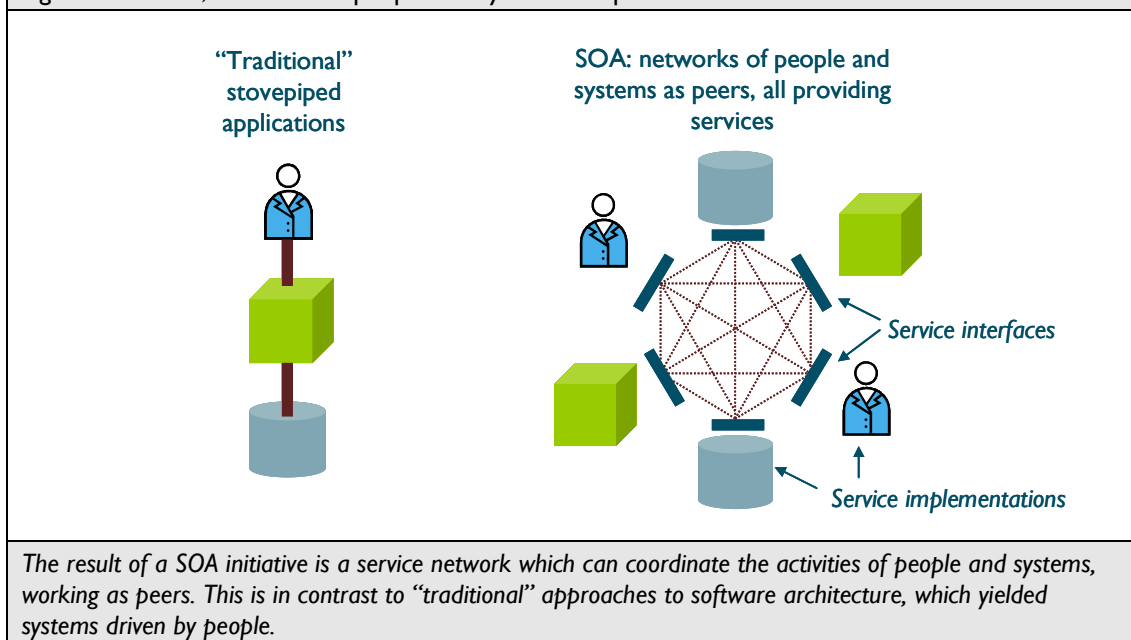 "Traditional"
stovepiped
applications
SOA: networks of people and
systems as peers, all providing
services
Service interfaces
Service implementations
The result of a SOA initiative is a service network which can coordinate the activities of people and systems,
working as peers. This is in contrast to "traditional" approaches to software architecture, which yielded
systems driven by people.